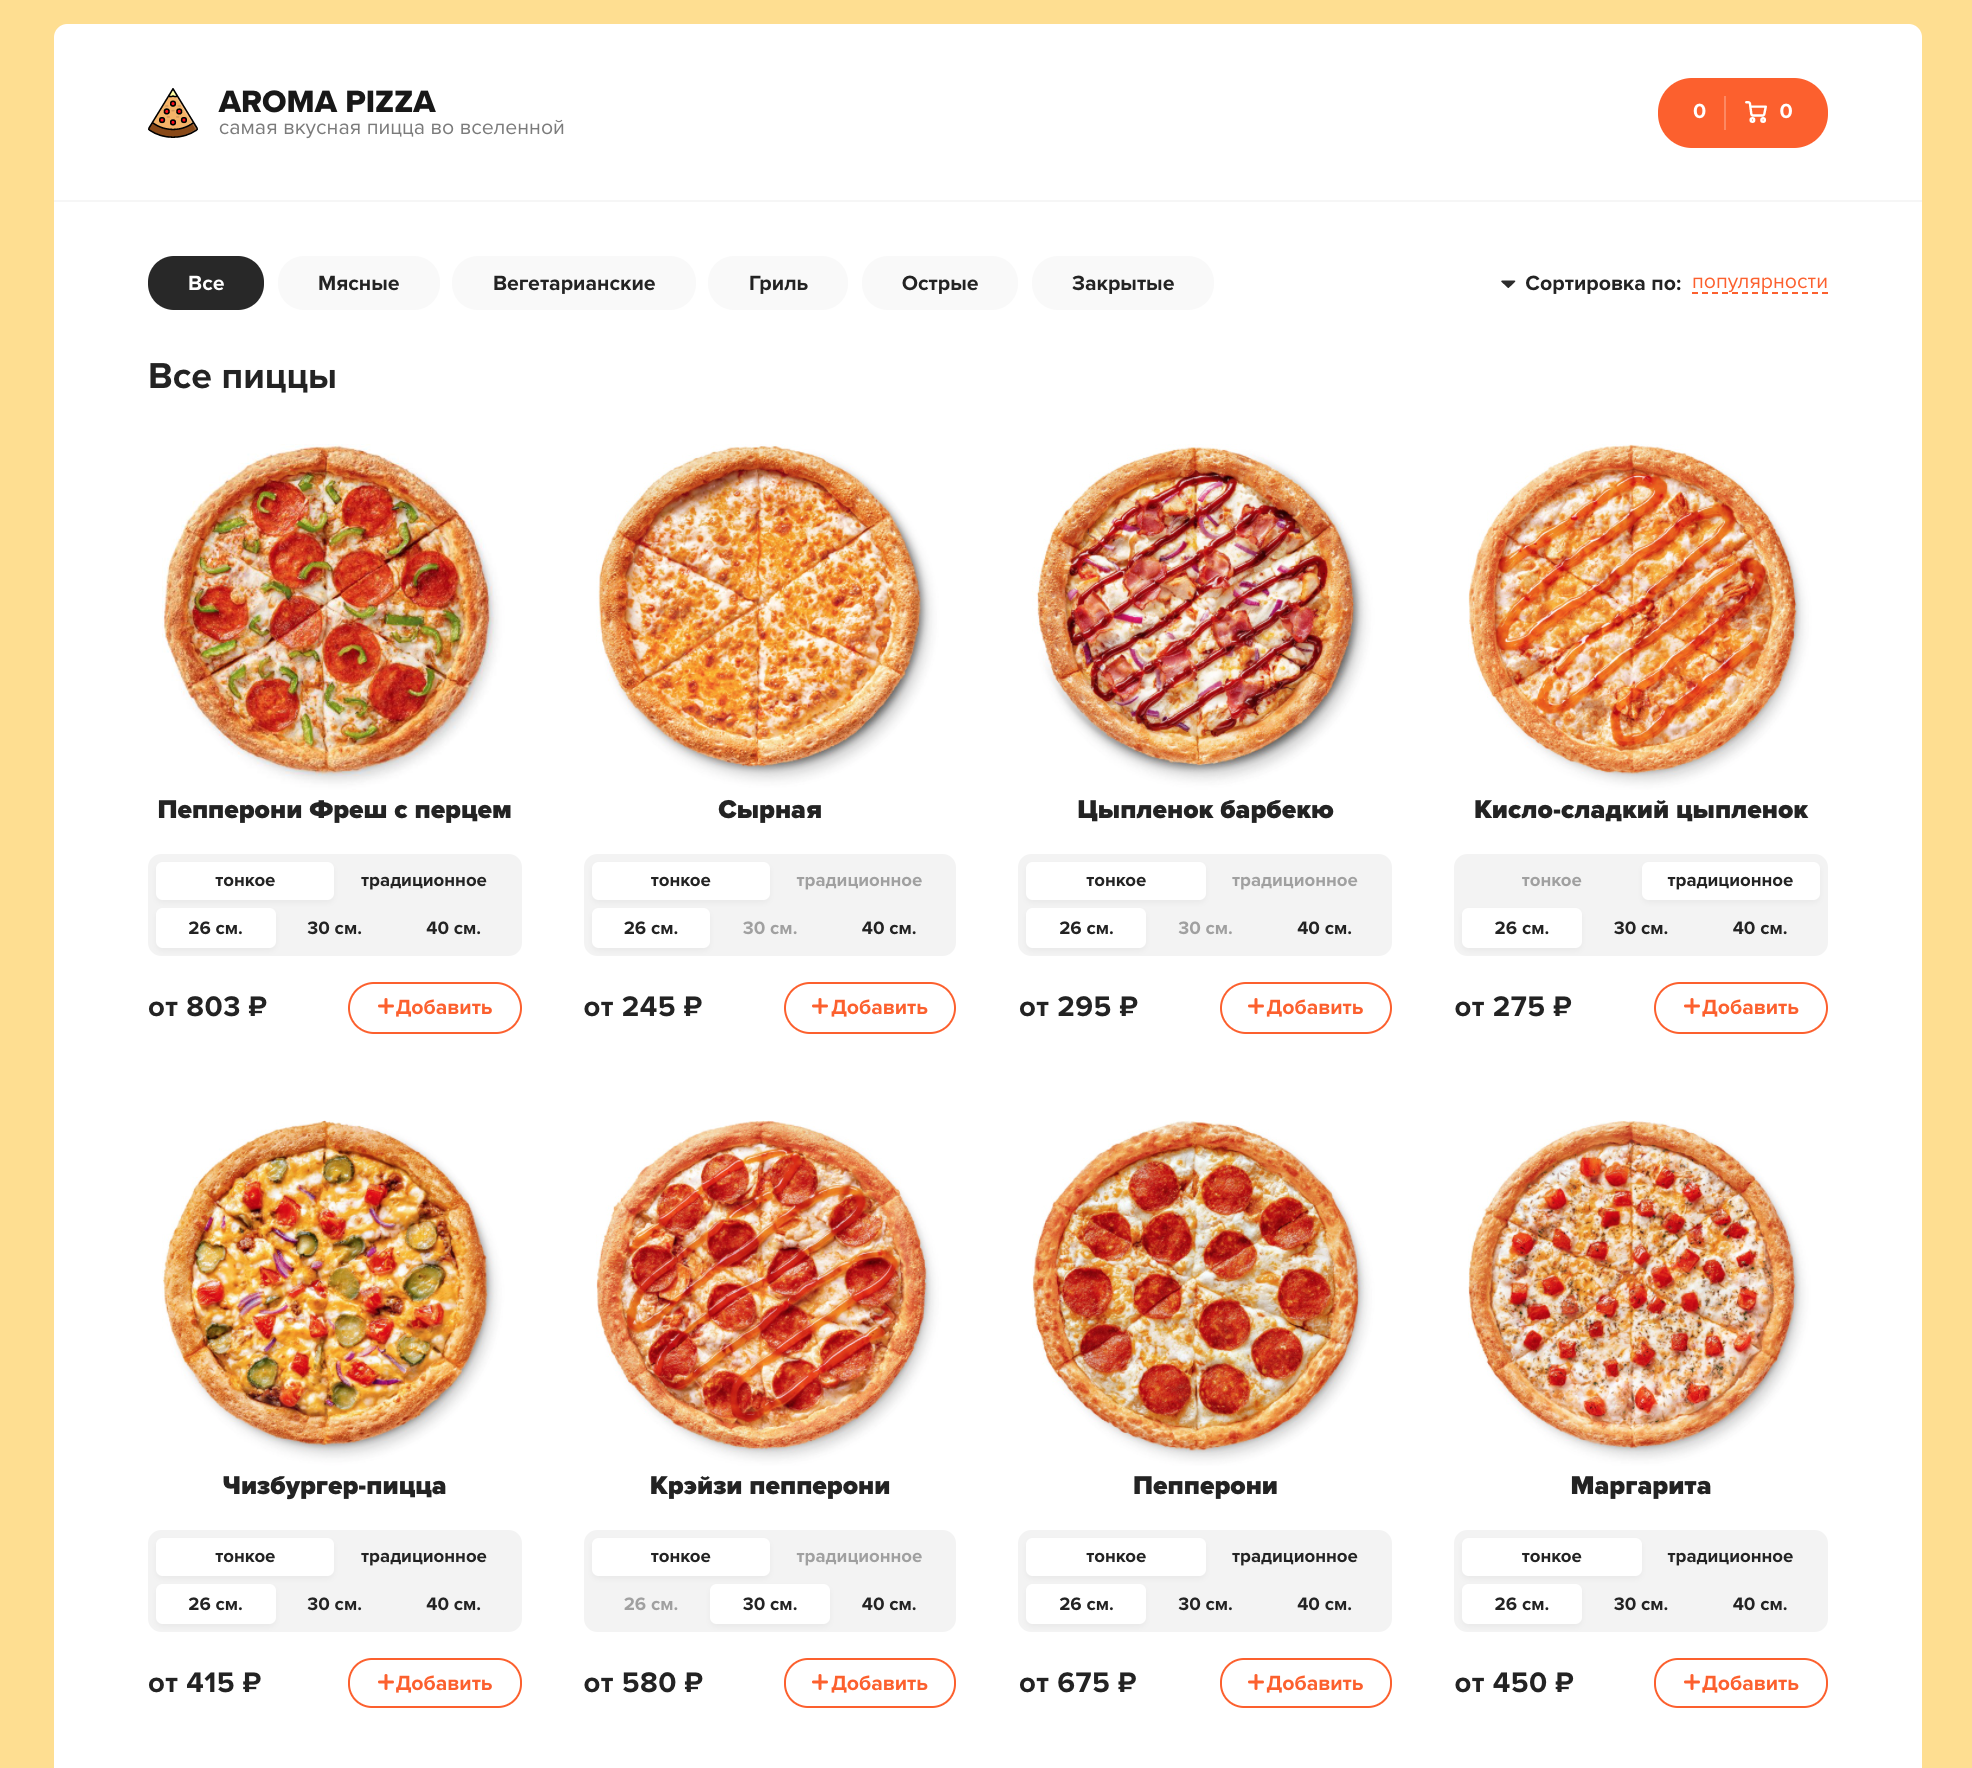 AROMA PIZZA
самая вкусная пицца во вселенной
0 0
Все Мясные Вегетарианские Гриль Острые Закрытые Сортировка по: популярности
Все пиццы
Пепперони Фреш с перцем Сырная Цыпленок барбекю Кисло-сладкий цыпленок
тонкое традиционное тонкое традиционное тонкое традиционное тонкое традиционное
26 см. 30 см. 40 см. 26 см. 30 см. 40 см. 26 см. 30 см. 40 см. 26 см. 30 см. 40 см.
от 803 ₽ +Добавить от 245 ₽ +Добавить от 295 ₽ +Добавить от 275 ₽ +Добавить
Чизбургер-пицца Крэйзи пепперони Пепперони Маргарита
тонкое традиционное тонкое традиционное тонкое традиционное тонкое традиционное
26 см. 30 см. 40 см. 26 см. 30 см. 40 см. 26 см. 30 см. 40 см. 26 см. 30 см. 40 см.
от 415 ₽ +Добавить от 580 ₽ +Добавить от 675 ₽ +Добавить от 450 ₽ +Добавить